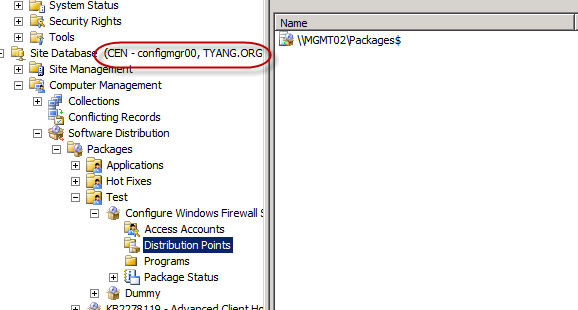 System Status
Security Rights
Tools
Site Database (CEN - configmgr00, TYANG.ORG
Site Management
Computer Management
Collections
Conflicting Records
Software Distribution
Packages
Applications
Hot Fixes
Test
Configure Windows Firewall S
Access Accounts
Distribution Points
Programs
Package Status
Dummy
KB2278119 - Advanced Client Ho
Name
\\MGMT02\Packages$